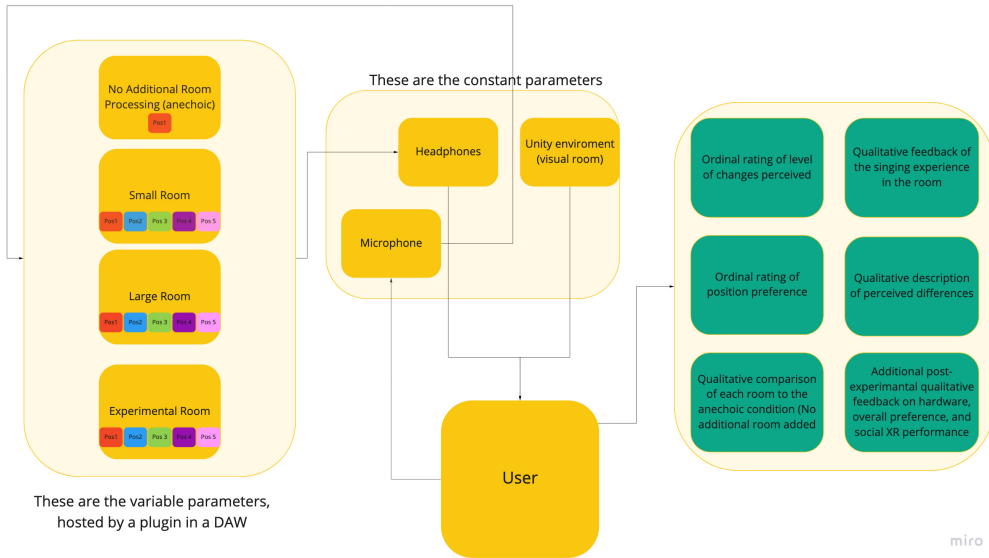 No Additional Room
Processing (anechoic)
Pos1
Small Room
Pos1 Pos2 Pos 3 Pos 4 Pos 5
Large Room
Pos1 Pos2 Pos 3 Pos 4 Pos 5
Experimental Room
Pos1 Pos2 Pos 3 Pos 4 Pos 5
These are the variable parameters,
hosted by a plugin in a DAW
These are the constant parameters
Headphones
Unity enviroment
(visual room)
Microphone
User
Ordinal rating of level
of changes perceived
Qualitative feedback of
the singing experience
in the room
Ordinal rating of
position preference
Qualitative description
of perceived differences
Qualitative comparison
of each room to the
anechoic condition (No
additional room added
Additional post-
experimantal qualitative
feedback on hardware,
overall preference, and
social XR performance
miro